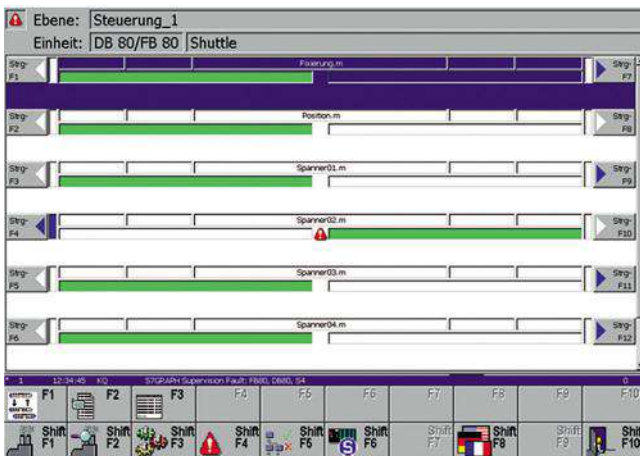 Ebene: Steuerung_1
Einheit: DB 80/FB 80 Shuttle
Strg- F1 Fixierung.m Strg- F7
Strg- F2 Position.m Strg- F8
Strg- F3 Spanner01.m Strg- F9
Strg- F4 Spanner02.m Strg- F10
Strg- F5 Spanner03.m Strg- F11
Strg- F6 Spanner04.m Strg- F12
1 12:34:45 KQ S7GRAPH Supervision Fault: FB80, DB80, S4 0
F1 F2 F3 F4 F5 F6 F7 F8 F9 F10
Shift F1 Shift F2 Shift F3 Shift F4 Shift F5 Shift F6 Shift F7 Shift F8 Shift F9 Shift F10